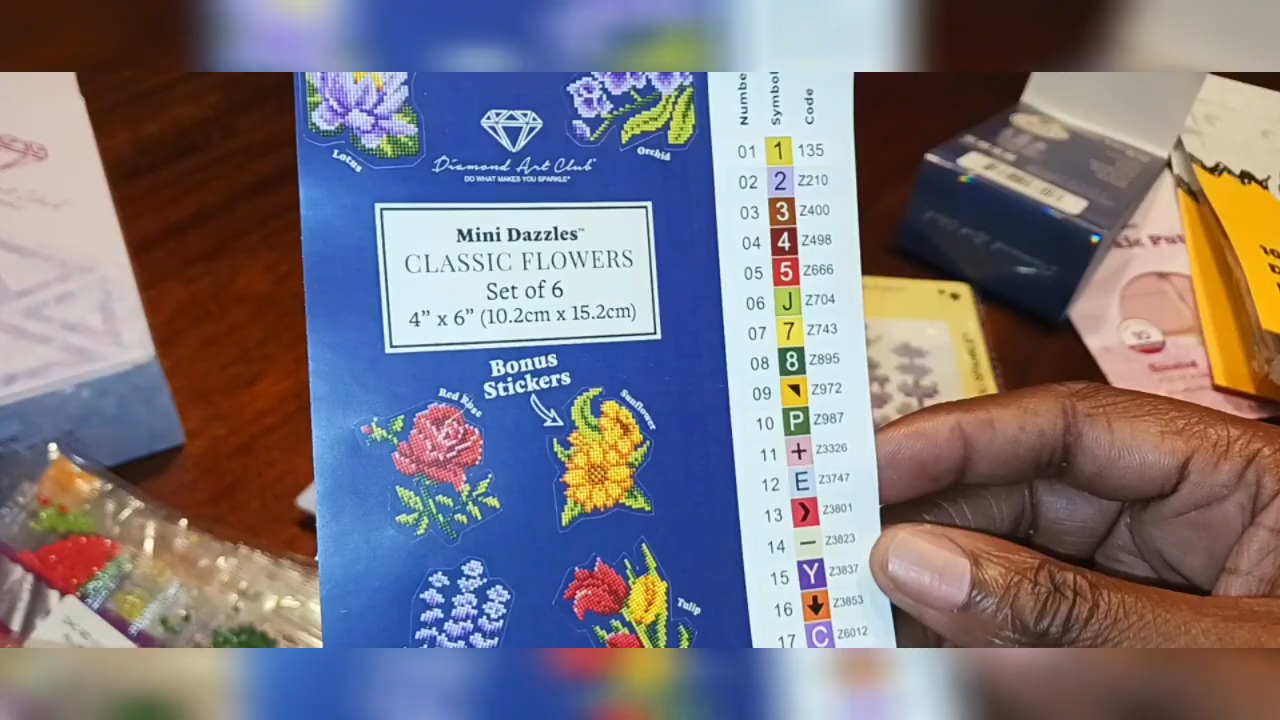 Lotus
Orchid
Diamond Art Club
DO WHAT MAKES YOU SPARKLE
Mini Dazzles™
CLASSIC FLOWERS
Set of 6
4” x 6” (10.2cm x 15.2cm)
Bonus
Stickers
Red Rose
Sunflower
Tulip
Symbol Code
01 1 135
02 2 Z210
03 3 Z400
04 4 Z498
05 5 Z666
06 J Z704
07 7 Z743
08 8 Z895
09 ◥ Z972
10 P Z987
11 + Z3326
12 E Z3747
13 ❯ Z3801
14 − Z3823
15 Y Z3837
16 ↓ Z3853
17 C Z6012